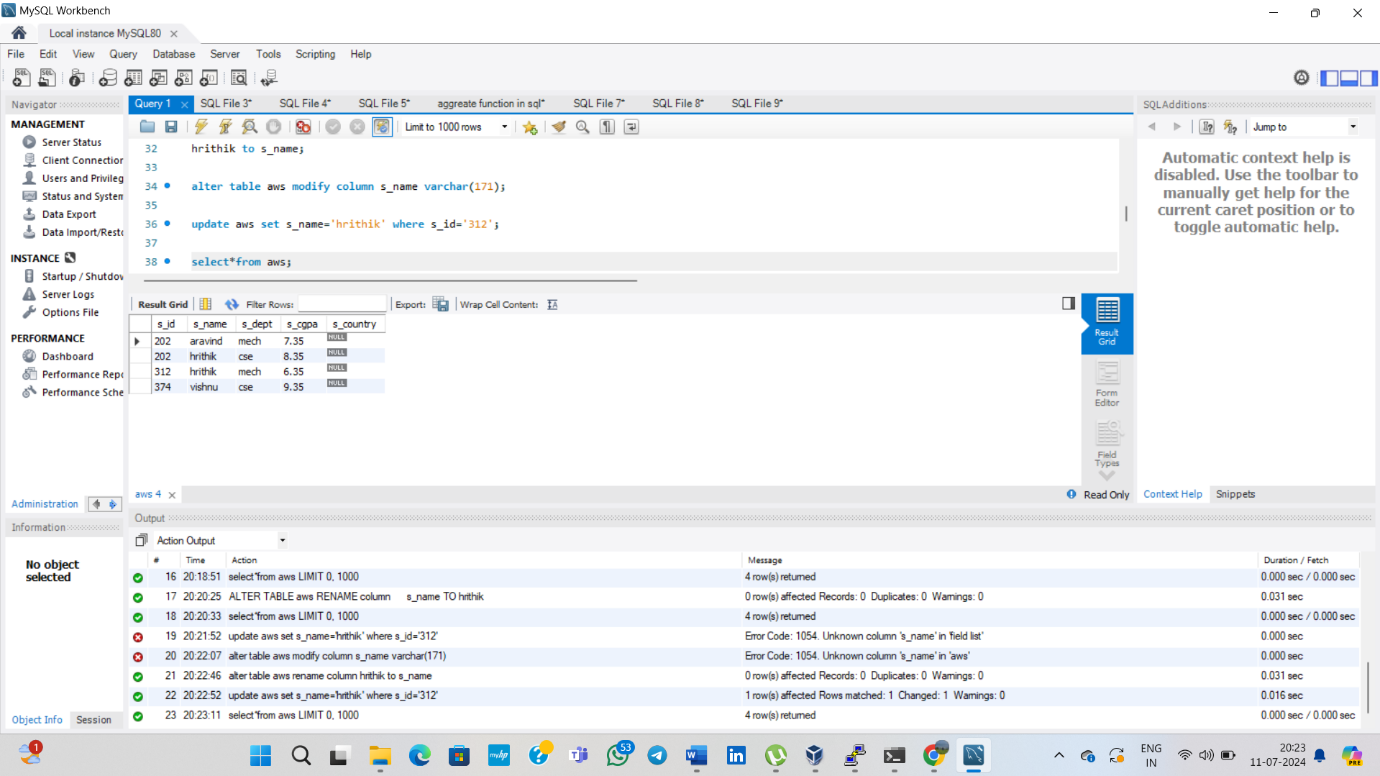 MySQL Workbench
Local instance MySQL80
File Edit View Query Database Server Tools Scripting Help
Navigator
MANAGEMENT
Server Status
Client Connection
Users and Privileg
Status and System
Data Export
Data Import/Resto
INSTANCE
Startup / Shutdov
Server Logs
Options File
PERFORMANCE
Dashboard
Performance Repo
Performance Sche
Administration
Information
No object
selected
Object Info Session
Query 1 SQL File 3* SQL File 4* SQL File 5* aggreate function in sql* SQL File 7* SQL File 8* SQL File 9*
Limit to 1000 rows
32 hrithik to s_name;
33
34 alter table aws modify column s_name varchar(171);
35
36 update aws set s_name='hrithik' where s_id='312';
37
38 select*from aws;
Result Grid Filter Rows: Export: Wrap Cell Content:
s_id s_name s_dept s_cgpa s_country
202 aravind mech 7.35 NULL
202 hrithik cse 8.35 NULL
312 hrithik mech 6.35 NULL
374 vishnu cse 9.35 NULL
Result
Grid
Form
Editor
Field
Types
aws 4
Read Only
SQLAdditions
Jump to
Automatic context help is
disabled. Use the toolbar to
manually get help for the
current caret position or to
toggle automatic help.
Context Help Snippets
Output
Action Output
# Time Action Message Duration / Fetch
16 20:18:51 select*from aws LIMIT 0, 1000 4 row(s) returned 0.000 sec / 0.000 sec
17 20:20:25 ALTER TABLE aws RENAME column s_name TO hrithik 0 row(s) affected Records: 0 Duplicates: 0 Warnings: 0 0.031 sec
18 20:20:33 select*from aws LIMIT 0, 1000 4 row(s) returned 0.000 sec / 0.000 sec
19 20:21:52 update aws set s_name='hrithik' where s_id='312' Error Code: 1054. Unknown column 's_name' in 'field list' 0.000 sec
20 20:22:07 alter table aws modify column s_name varchar(171) Error Code: 1054. Unknown column 's_name' in 'aws' 0.000 sec
21 20:22:46 alter table aws rename column hrithik to s_name 0 row(s) affected Records: 0 Duplicates: 0 Warnings: 0 0.031 sec
22 20:22:52 update aws set s_name='hrithik' where s_id='312' 1 row(s) affected Rows matched: 1 Changed: 1 Warnings: 0 0.016 sec
23 20:23:11 select*from aws LIMIT 0, 1000 4 row(s) returned 0.000 sec / 0.000 sec
1
53
ENG
IN
20:23
11-07-2024